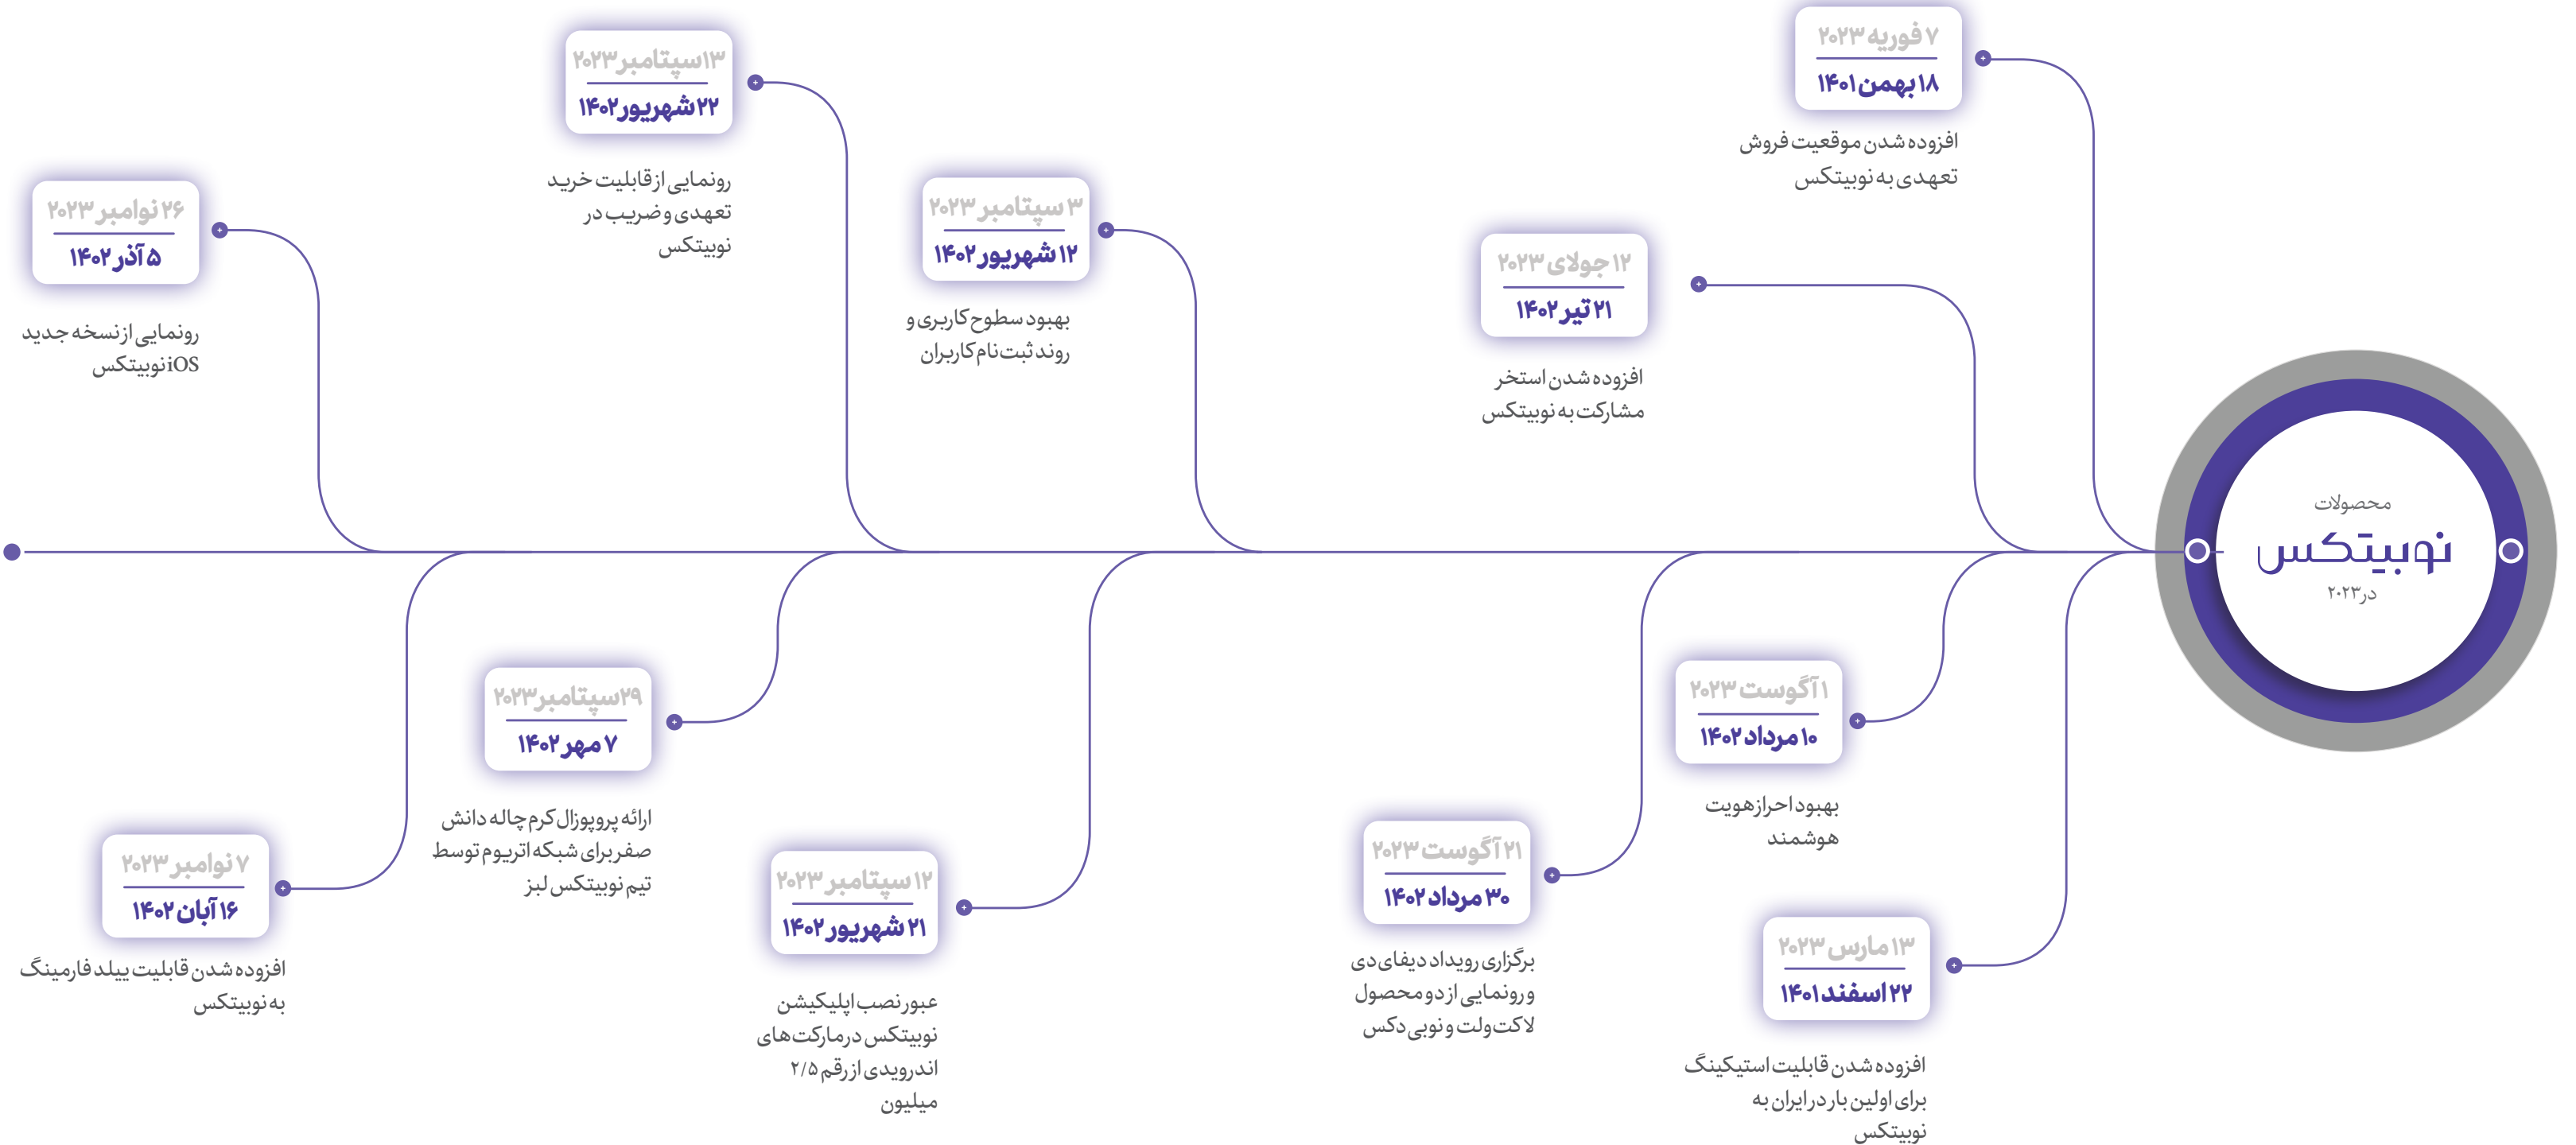 محصولات
نوبیتکس
در ۲۰۲۳
۷ فوریه ۲۰۲۳
۱۸ بهمن ۱۴۰۱
افزوده شدن موقعیت فروش
تعهدی به نوبیتکس
۱۳ مارس ۲۰۲۳
۲۲ اسفند ۱۴۰۱
افزوده شدن قابلیت استیکینگ
برای اولین بار در ایران به
نوبیتکس
۱۲ جولای ۲۰۲۳
۲۱ تیر ۱۴۰۲
افزوده شدن استخر
مشارکت به نوبیتکس
۱ آگوست ۲۰۲۳
۱۰ مرداد ۱۴۰۲
بهبود احراز هویت
هوشمند
۲۱ آگوست ۲۰۲۳
۳۰ مرداد ۱۴۰۲
برگزاری رویداد دیفای دی
و رونمایی از دو محصول
لاکت‌ولت و نوبی دکس
۳ سپتامبر ۲۰۲۳
۱۲ شهریور ۱۴۰۲
بهبود سطوح کاربری و
روند ثبت‌نام کاربران
۱۲ سپتامبر ۲۰۲۳
۲۱ شهریور ۱۴۰۲
عبور نصب اپلیکیشن
نوبیتکس در مارکت‌های
اندرویدی از رقم ۲/۵
میلیون
۱۳ سپتامبر ۲۰۲۳
۲۲ شهریور ۱۴۰۲
رونمایی از قابلیت خرید
تعهدی و ضریب در
نوبیتکس
۲۹ سپتامبر ۲۰۲۳
۷ مهر ۱۴۰۲
ارائه پروپوزال کرم چاله دانش
صفر برای شبکه اتریوم توسط
تیم نوبیتکس لبز
۷ نوامبر ۲۰۲۳
۱۶ آبان ۱۴۰۲
افزوده شدن قابلیت ییلد فارمینگ
به نوبیتکس
۲۶ نوامبر ۲۰۲۳
۵ آذر ۱۴۰۲
رونمایی از نسخه جدید
iOS نوبیتکس